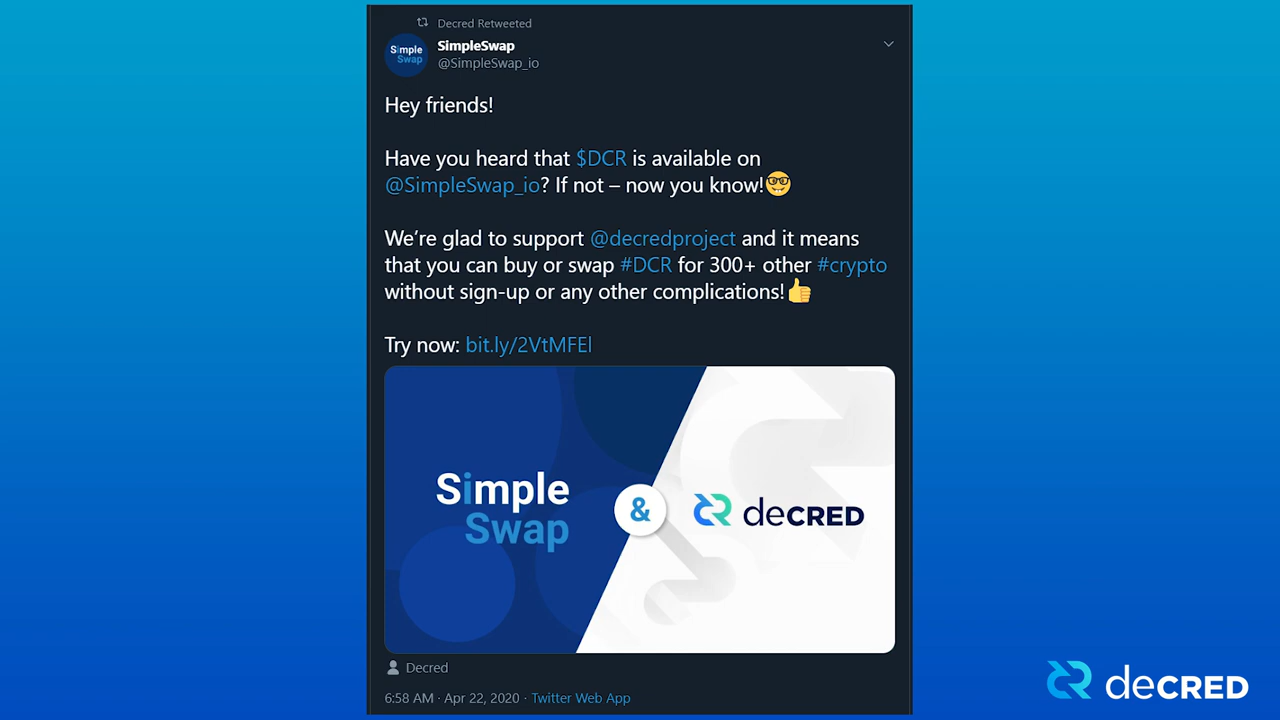 Decred Retweeted
Simple
Swap
SimpleSwap
@SimpleSwap_io
Hey friends!
Have you heard that $DCR is available on
@SimpleSwap_io? If not – now you know!🤓
We’re glad to support @decredproject and it means
that you can buy or swap #DCR for 300+ other #crypto
without sign-up or any other complications!👍
Try now: bit.ly/2VtMFEl
Simple
Swap
&
deCRED
Decred
6:58 AM · Apr 22, 2020 · Twitter Web App
deCRED